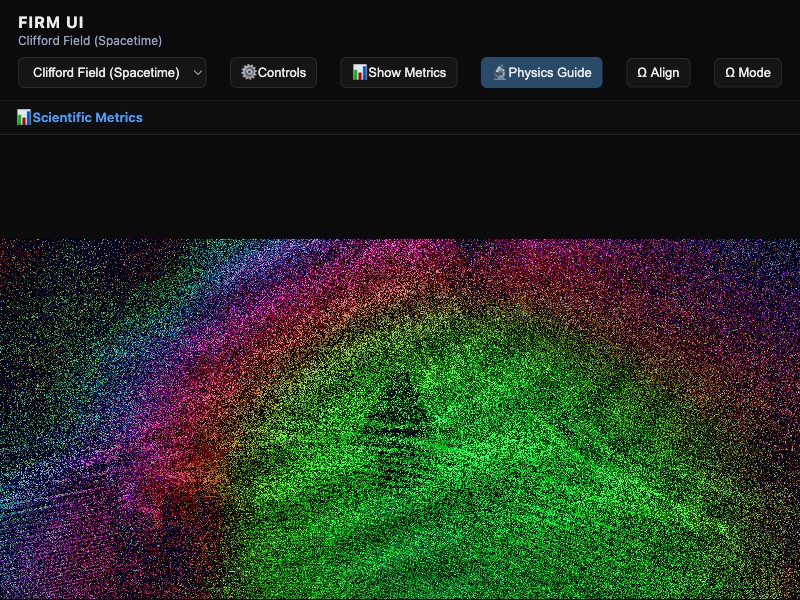 FIRM UI
Clifford Field (Spacetime)
Clifford Field (Spacetime) ⚙️Controls 📊Show Metrics 🔬Physics Guide Ω Align Ω Mode
📊Scientific Metrics